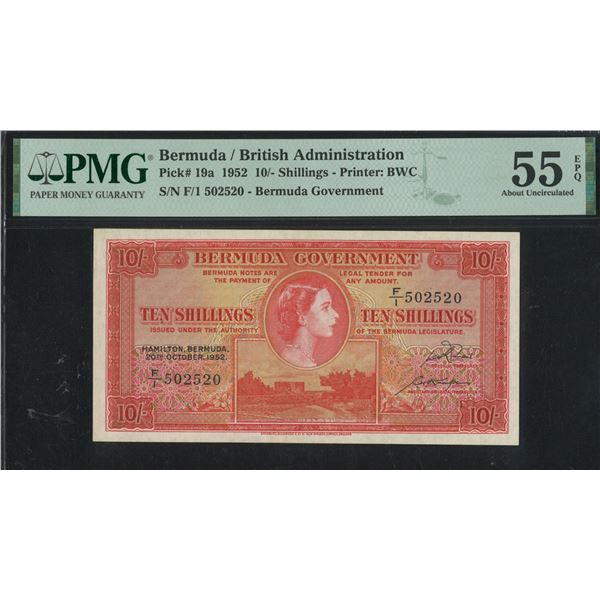 PMG
PAPER MONEY GUARANTY
Bermuda / British Administration
Pick# 19a 1952 10/- Shillings - Printer: BWC
S/N F/1 502520 - Bermuda Government
55 EPQ
About Uncirculated
10/- BERMUDA GOVERNMENT 10/-
BERMUDA NOTES ARE LEGAL TENDER FOR
THE PAYMENT OF ANY AMOUNT.
F/1 502520
TEN SHILLINGS TEN SHILLINGS
ISSUED UNDER THE AUTHORITY OF THE BERMUDA LEGISLATURE.
HAMILTON, BERMUDA,
20TH OCTOBER, 1952.
F/1 502520
10/- 10/-